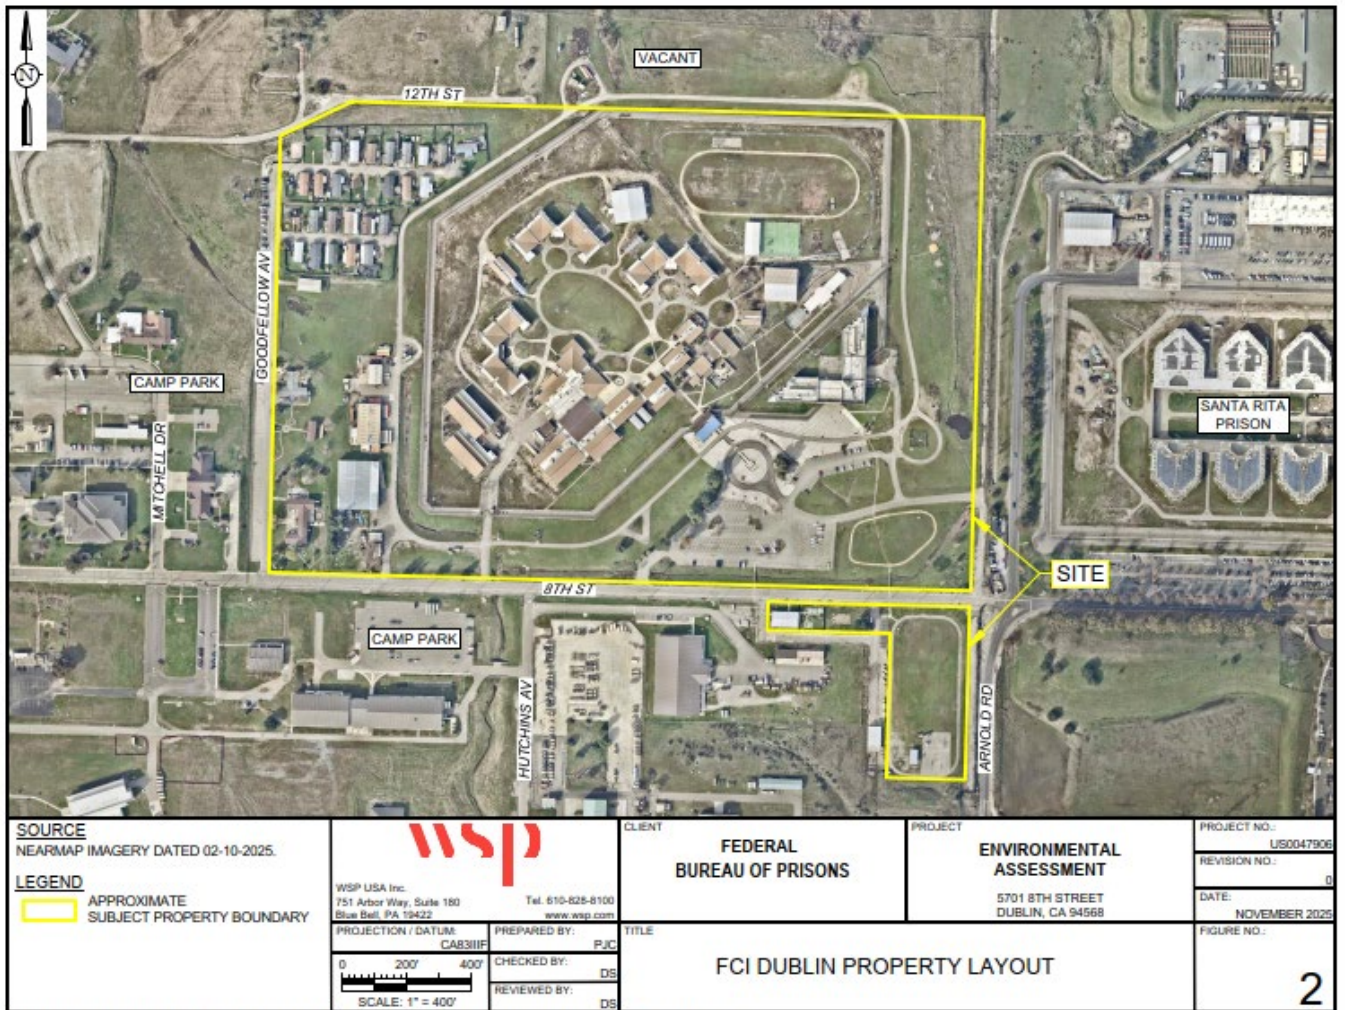 N
VACANT
12TH ST
GOODFELLOW AV
CAMP PARK
MITCHELL DR
SANTA RITA
PRISON
SITE
8TH ST
CAMP PARK
HUTCHINS AV
ARNOLD RD
SOURCE
NEARMAP IMAGERY DATED 02-10-2025.
LEGEND
APPROXIMATE
SUBJECT PROPERTY BOUNDARY
wsp
WSP USA Inc.
751 Arbor Way, Suite 180
Blue Bell, PA 19422
Tel. 610-828-8100
www.wsp.com
PROJECTION / DATUM:
CA83IIIF
0 200' 400'
SCALE: 1" = 400'
PREPARED BY:
PJC
CHECKED BY:
DS
REVIEWED BY:
DS
CLIENT
FEDERAL
BUREAU OF PRISONS
PROJECT
ENVIRONMENTAL
ASSESSMENT
5701 8TH STREET
DUBLIN, CA 94568
TITLE
FCI DUBLIN PROPERTY LAYOUT
PROJECT NO.:
US0047906
REVISION NO.:
0
DATE:
NOVEMBER 2025
FIGURE NO.:
2